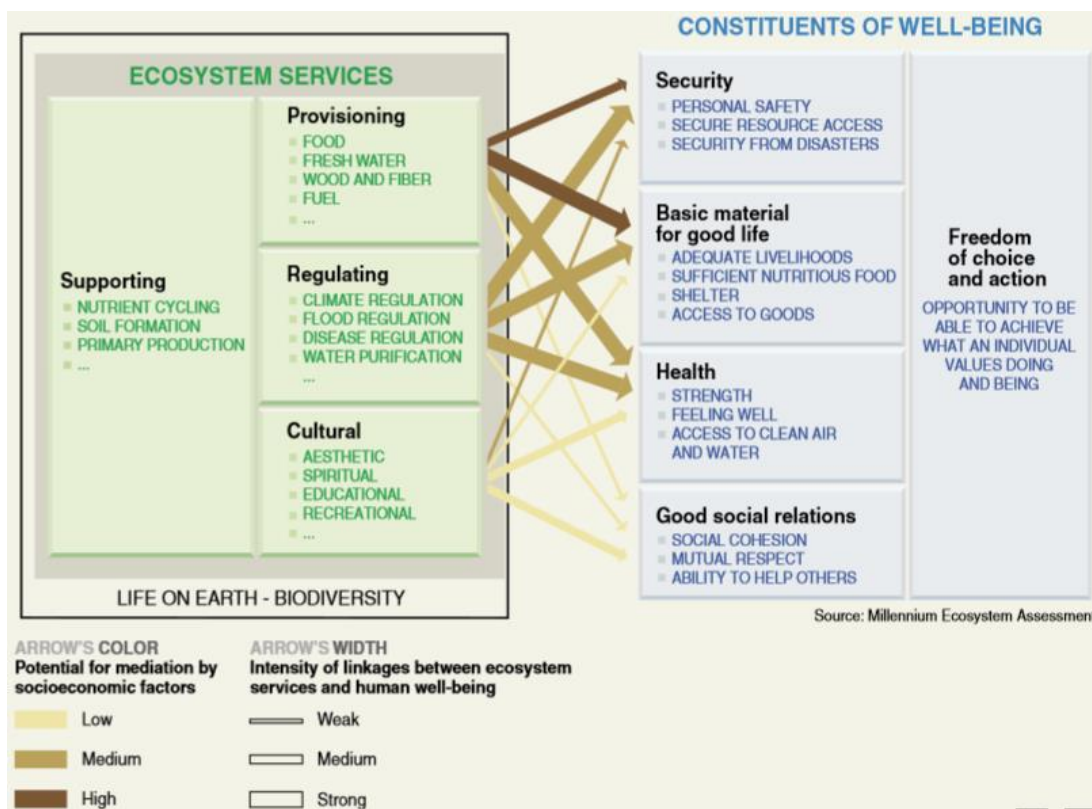 CONSTITUENTS OF WELL-BEING
ECOSYSTEM SERVICES
Supporting
NUTRIENT CYCLING
SOIL FORMATION
PRIMARY PRODUCTION
...
Provisioning
FOOD
FRESH WATER
WOOD AND FIBER
FUEL
...
Regulating
CLIMATE REGULATION
FLOOD REGULATION
DISEASE REGULATION
WATER PURIFICATION
...
Cultural
AESTHETIC
SPIRITUAL
EDUCATIONAL
RECREATIONAL
...
LIFE ON EARTH - BIODIVERSITY
Security
PERSONAL SAFETY
SECURE RESOURCE ACCESS
SECURITY FROM DISASTERS
Basic material
for good life
ADEQUATE LIVELIHOODS
SUFFICIENT NUTRITIOUS FOOD
SHELTER
ACCESS TO GOODS
Health
STRENGTH
FEELING WELL
ACCESS TO CLEAN AIR
AND WATER
Good social relations
SOCIAL COHESION
MUTUAL RESPECT
ABILITY TO HELP OTHERS
Freedom
of choice
and action
OPPORTUNITY TO BE
ABLE TO ACHIEVE
WHAT AN INDIVIDUAL
VALUES DOING
AND BEING
Source: Millennium Ecosystem Assessment
ARROW'S COLOR
Potential for mediation by
socioeconomic factors
Low
Medium
High
ARROW'S WIDTH
Intensity of linkages between ecosystem
services and human well-being
Weak
Medium
Strong